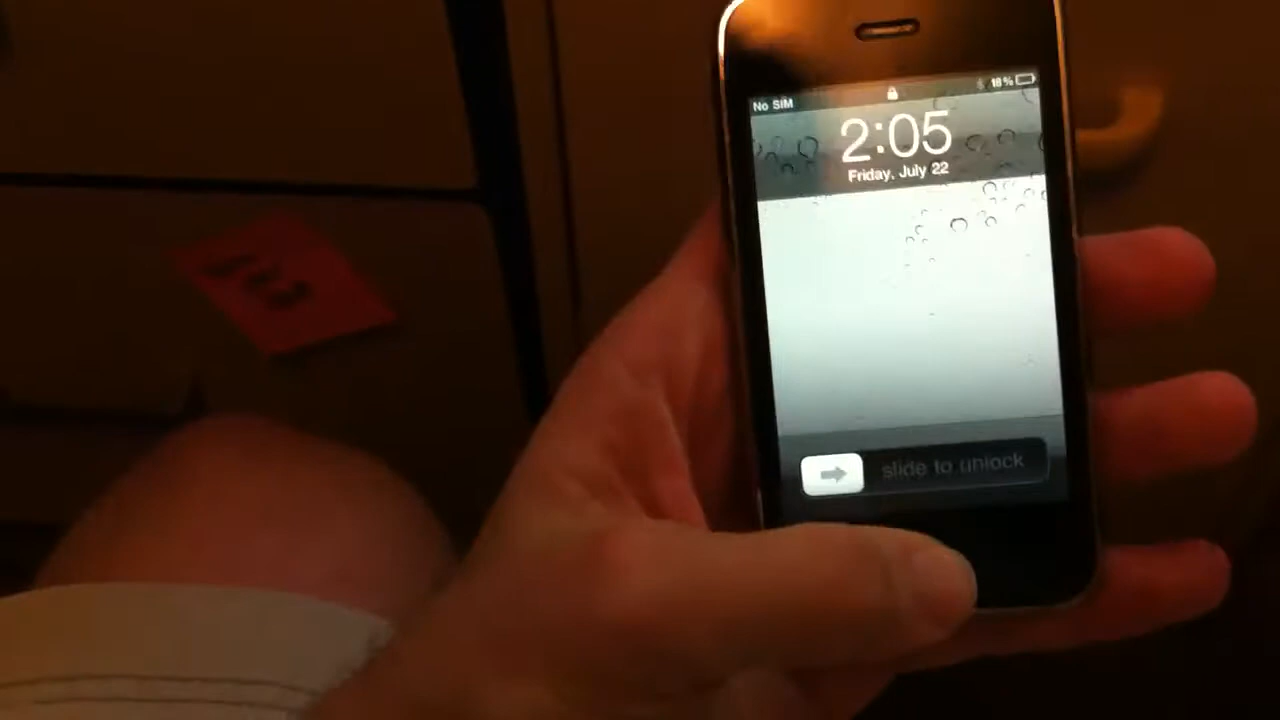 No SIM
18%
2:05
Friday, July 22
slide to unlock